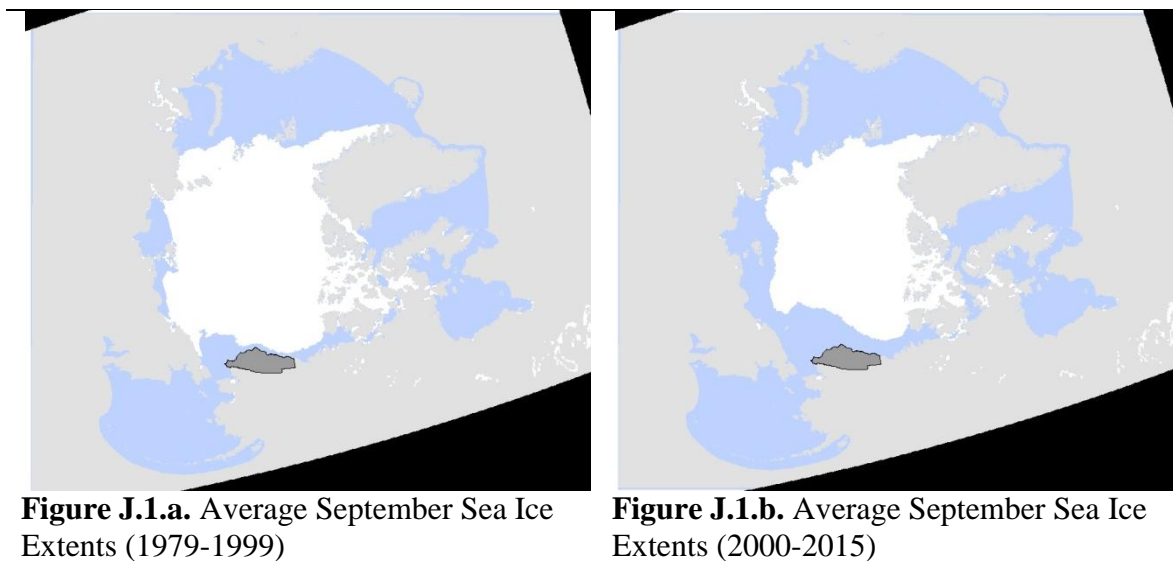 Figure J.1.a. Average September Sea Ice
Extents (1979-1999)
Figure J.1.b. Average September Sea Ice
Extents (2000-2015)